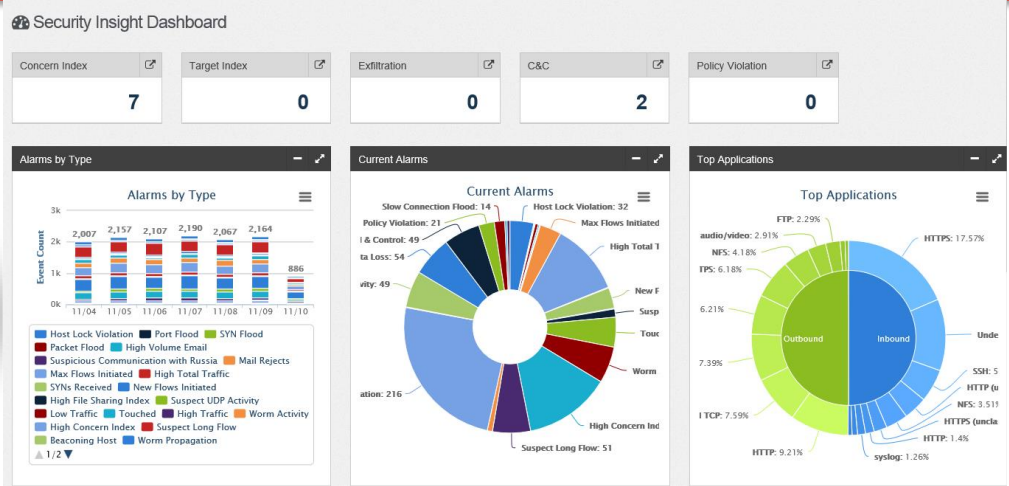 Security Insight Dashboard
Concern Index
7
Target Index
0
Exfiltration
0
C&C
2
Policy Violation
0
Alarms by Type
Alarms by Type
Event Count
3k
2k
1k
0k
2,007
2,157
2,107
2,190
2,067
2,164
886
11/04 11/05 11/06 11/07 11/08 11/09 11/10
Host Lock Violation Port Flood SYN Flood
Packet Flood High Volume Email
Suspicious Communication with Russia Mail Rejects
Max Flows Initiated High Total Traffic
SYNs Received New Flows Initiated
High File Sharing Index Suspect UDP Activity
Low Traffic Touched High Traffic Worm Activity
High Concern Index Suspect Long Flow
Beaconing Host Worm Propagation
1/2
Current Alarms
Current Alarms
Slow Connection Flood: 14
Host Lock Violation: 32
Policy Violation: 21
Max Flows Initiated
l & Control: 49
High Total T
ta Loss: 54
vity: 49
New F
Susp
Touc
Worm
ation: 216
High Concern Ind
Suspect Long Flow: 51
Top Applications
Top Applications
FTP: 2.29%
audio/video: 2.91%
HTTPS: 17.57%
NFS: 4.18%
TPS: 6.18%
6.21%
Outbound
Inbound
Unde
7.39%
SSH: 5
HTTP (u
l TCP: 7.59%
NFS: 3.51%
HTTPS (uncla
HTTP: 1.4%
HTTP: 9.21%
syslog: 1.26%